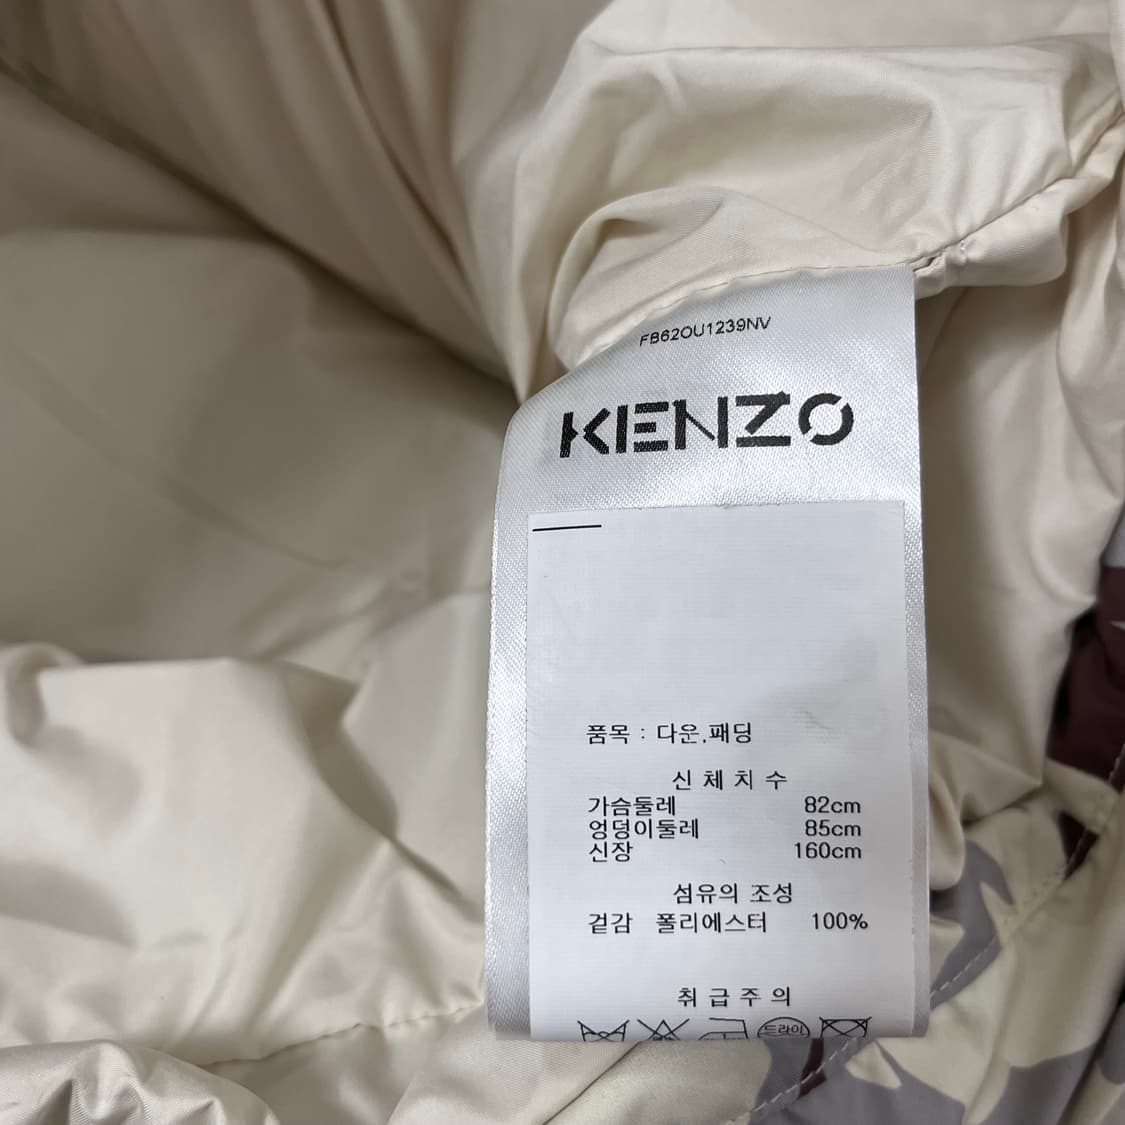 FB62OU1239NV
KENZO
품목 : 다운,패딩
신 체 치 수
가슴둘레 82cm
엉덩이둘레 85cm
신장 160cm
섬유의 조성
겉감 폴리에스터 100%
취 급 주 의
드라이